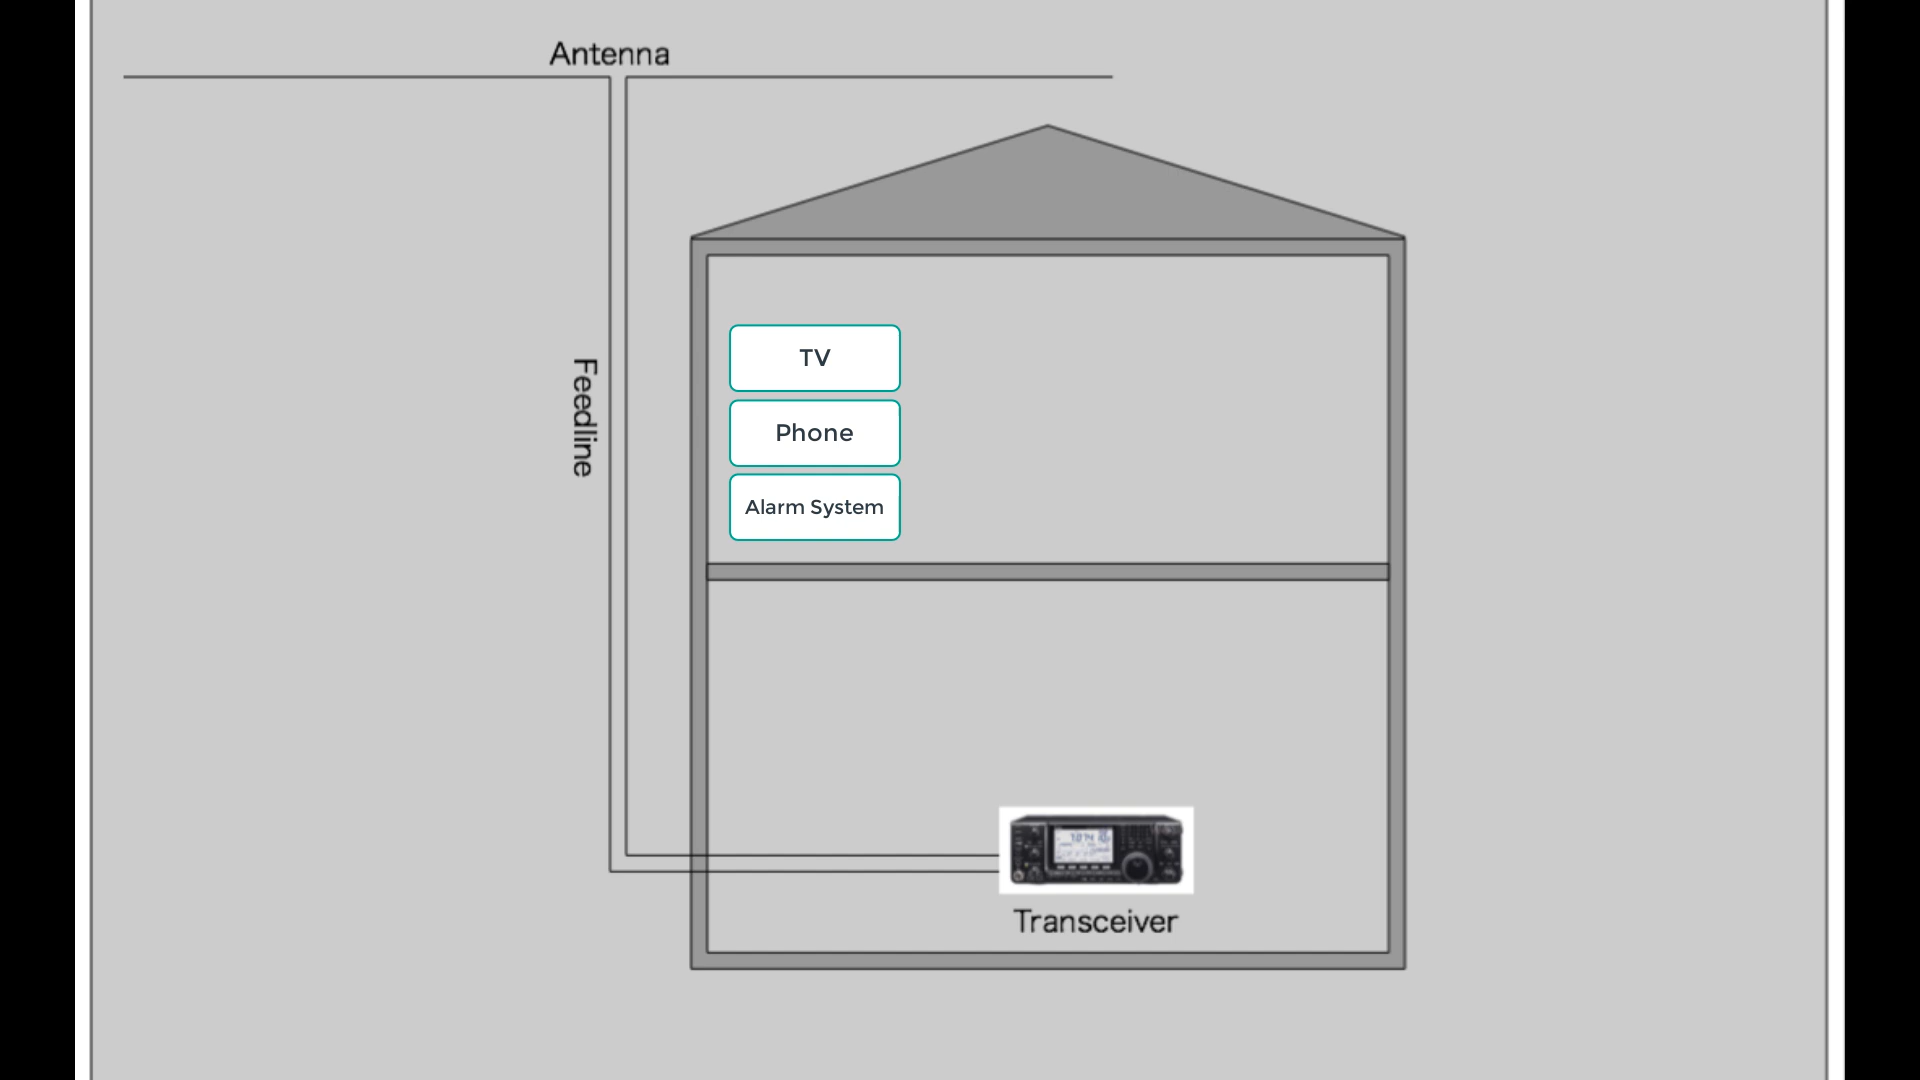 Antenna
Feedline
TV
Phone
Alarm System
Transceiver